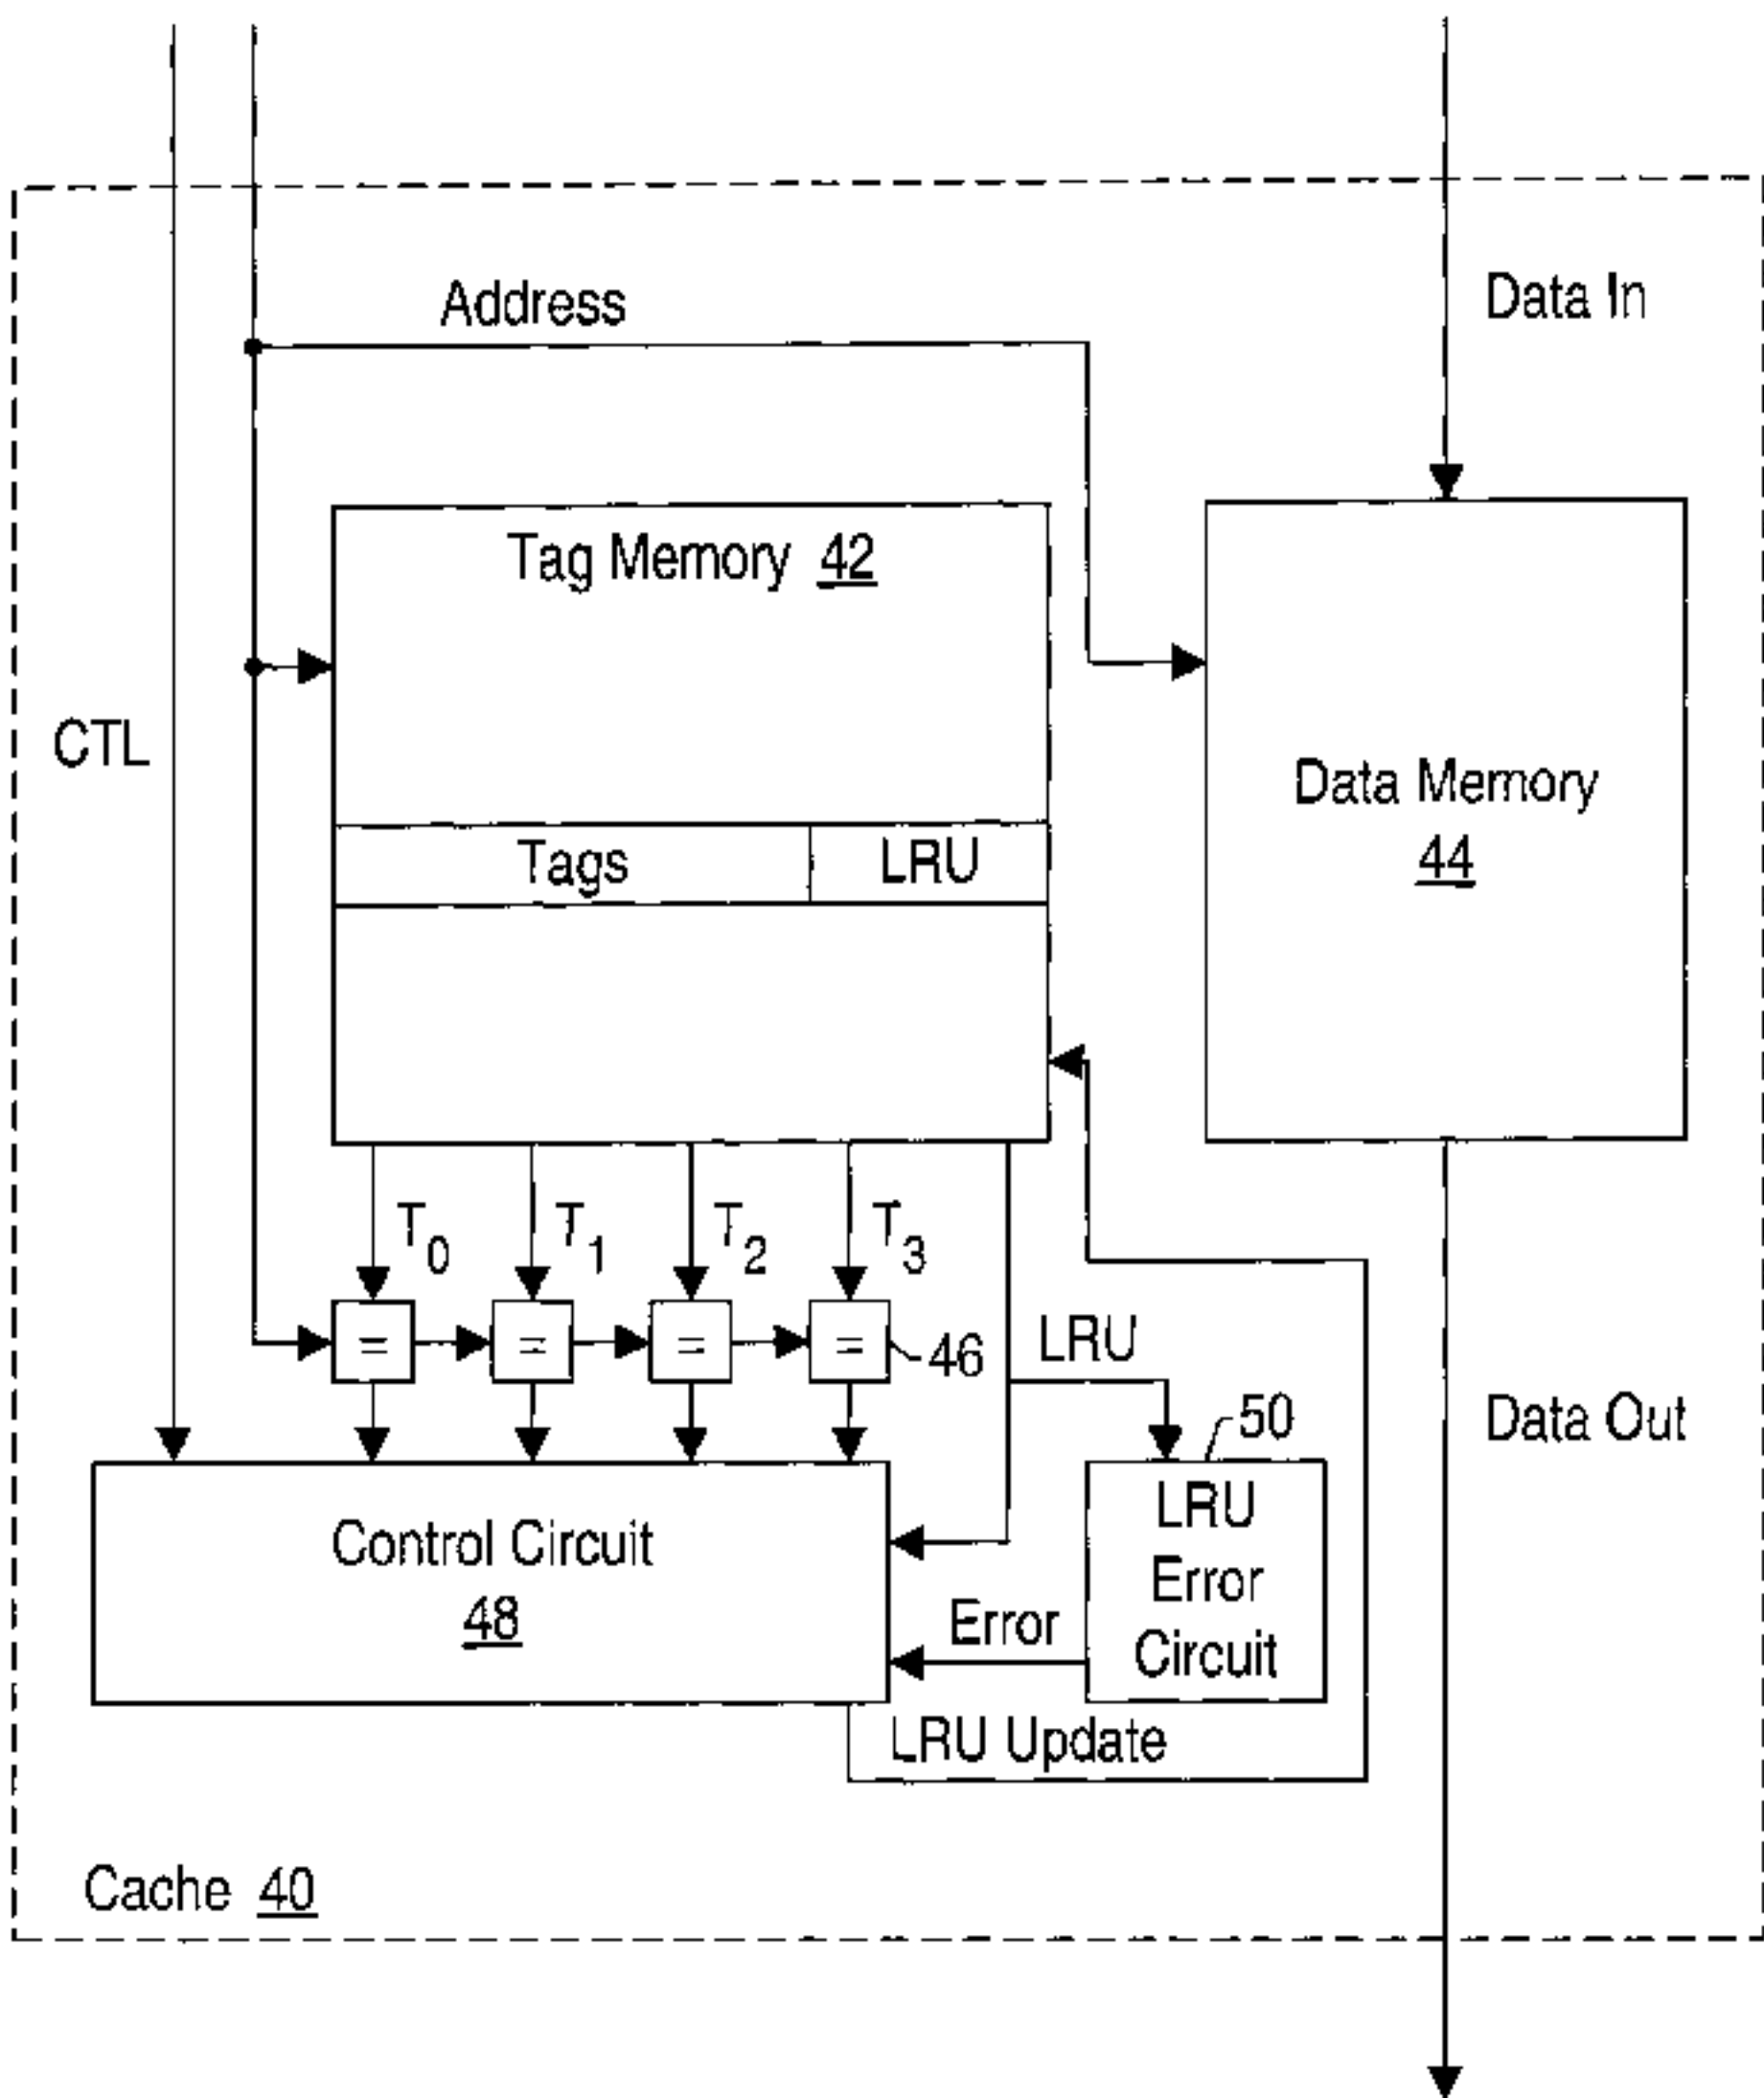 Address
Data In
Tag Memory 42
CTL
Data Memory
44
Tags
LRU
T0
T1
T2
T3
=
=
=
=
46
LRU
50
Data Out
LRU
Error
Circuit
Control Circuit
48
Error
LRU Update
Cache 40